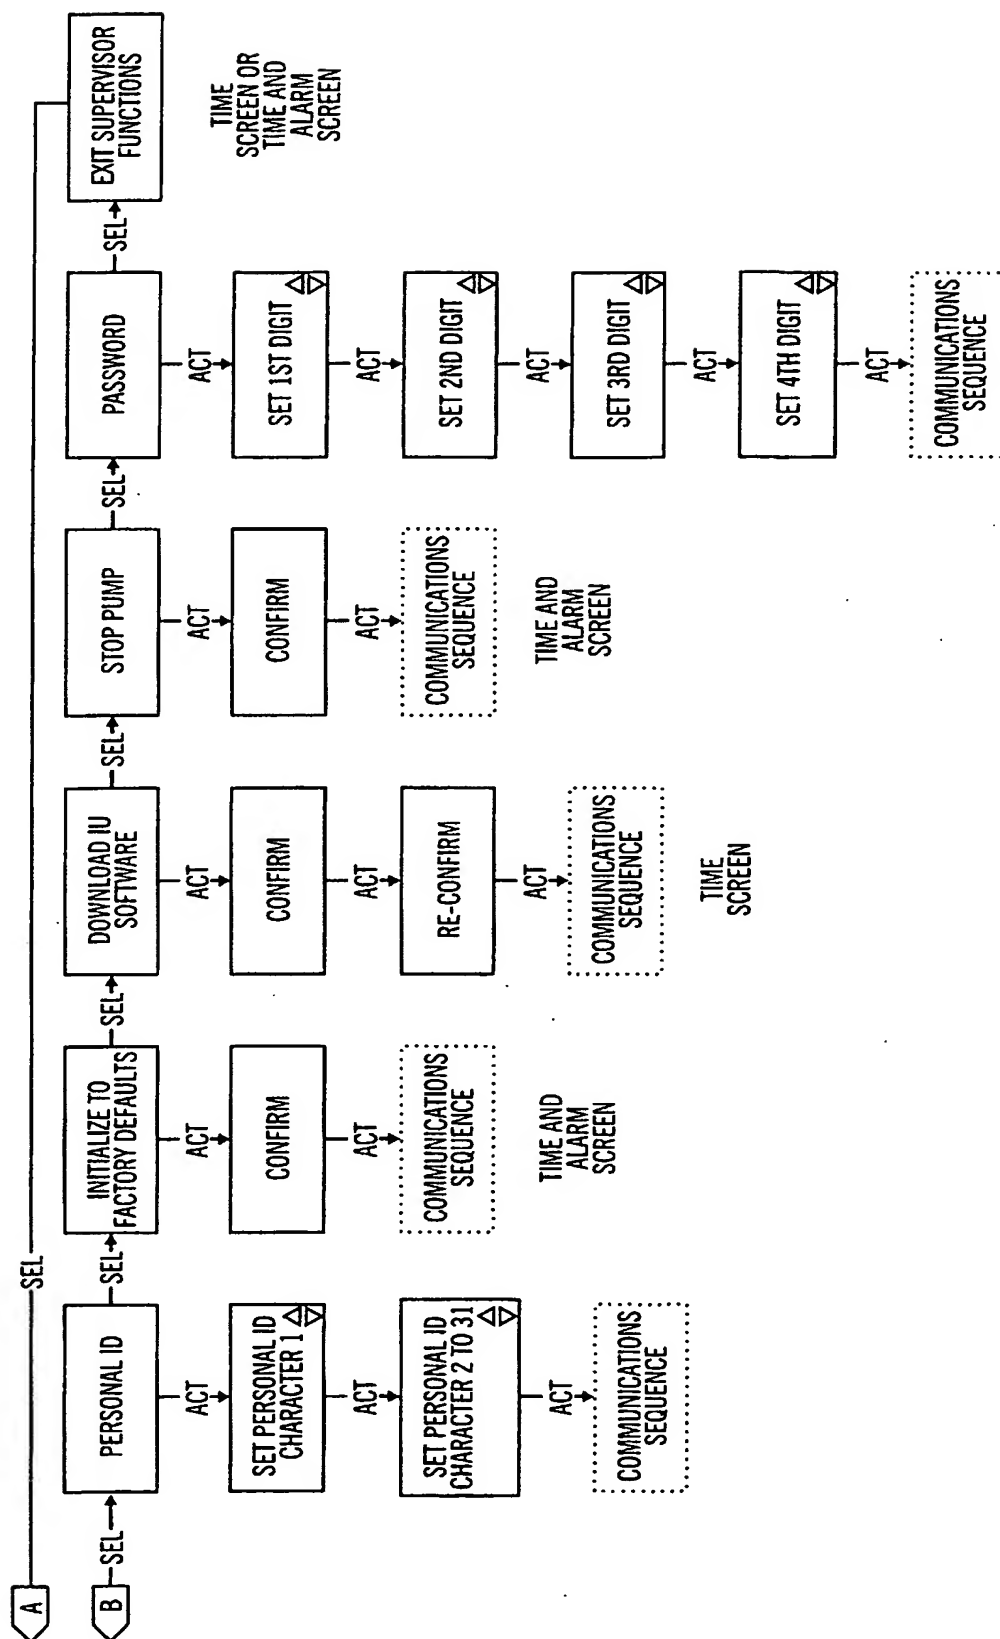 A
SEL
B
SEL
PERSONAL ID
ACT
SET PERSONAL ID
CHARACTER 1
ACT
SET PERSONAL ID
CHARACTER 2 TO 31
ACT
COMMUNICATIONS
SEQUENCE
SEL
INITIALIZE TO
FACTORY DEFAULTS
ACT
CONFIRM
ACT
COMMUNICATIONS
SEQUENCE
TIME AND
ALARM
SCREEN
SEL
DOWNLOAD IU
SOFTWARE
ACT
CONFIRM
ACT
RE-CONFIRM
ACT
COMMUNICATIONS
SEQUENCE
TIME
SCREEN
SEL
STOP PUMP
ACT
CONFIRM
ACT
COMMUNICATIONS
SEQUENCE
TIME AND
ALARM
SCREEN
SEL
PASSWORD
ACT
SET 1ST DIGIT
ACT
SET 2ND DIGIT
ACT
SET 3RD DIGIT
ACT
SET 4TH DIGIT
ACT
COMMUNICATIONS
SEQUENCE
SEL
EXIT SUPERVISOR
FUNCTIONS
TIME
SCREEN OR
TIME AND
ALARM
SCREEN